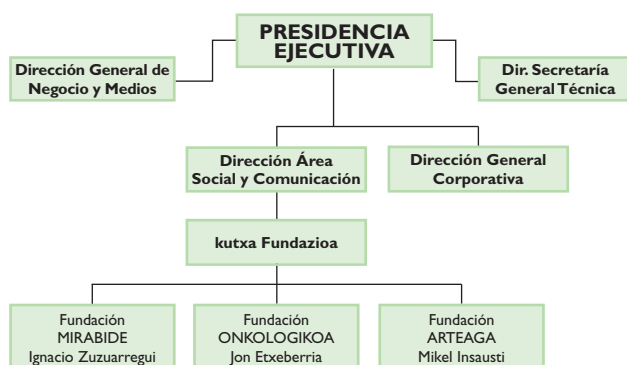 PRESIDENCIA
EJECUTIVA
Dirección General de
Negocio y Medios
Dir. Secretaría
General Técnica
Dirección Área
Social y Comunicación
Dirección General
Corporativa
kutxa Fundazioa
Fundación
MIRABIDE
Ignacio Zuzuarregui
Fundación
ONKOLOGIKOA
Jon Etxeberria
Fundación
ARTEAGA
Mikel Insausti